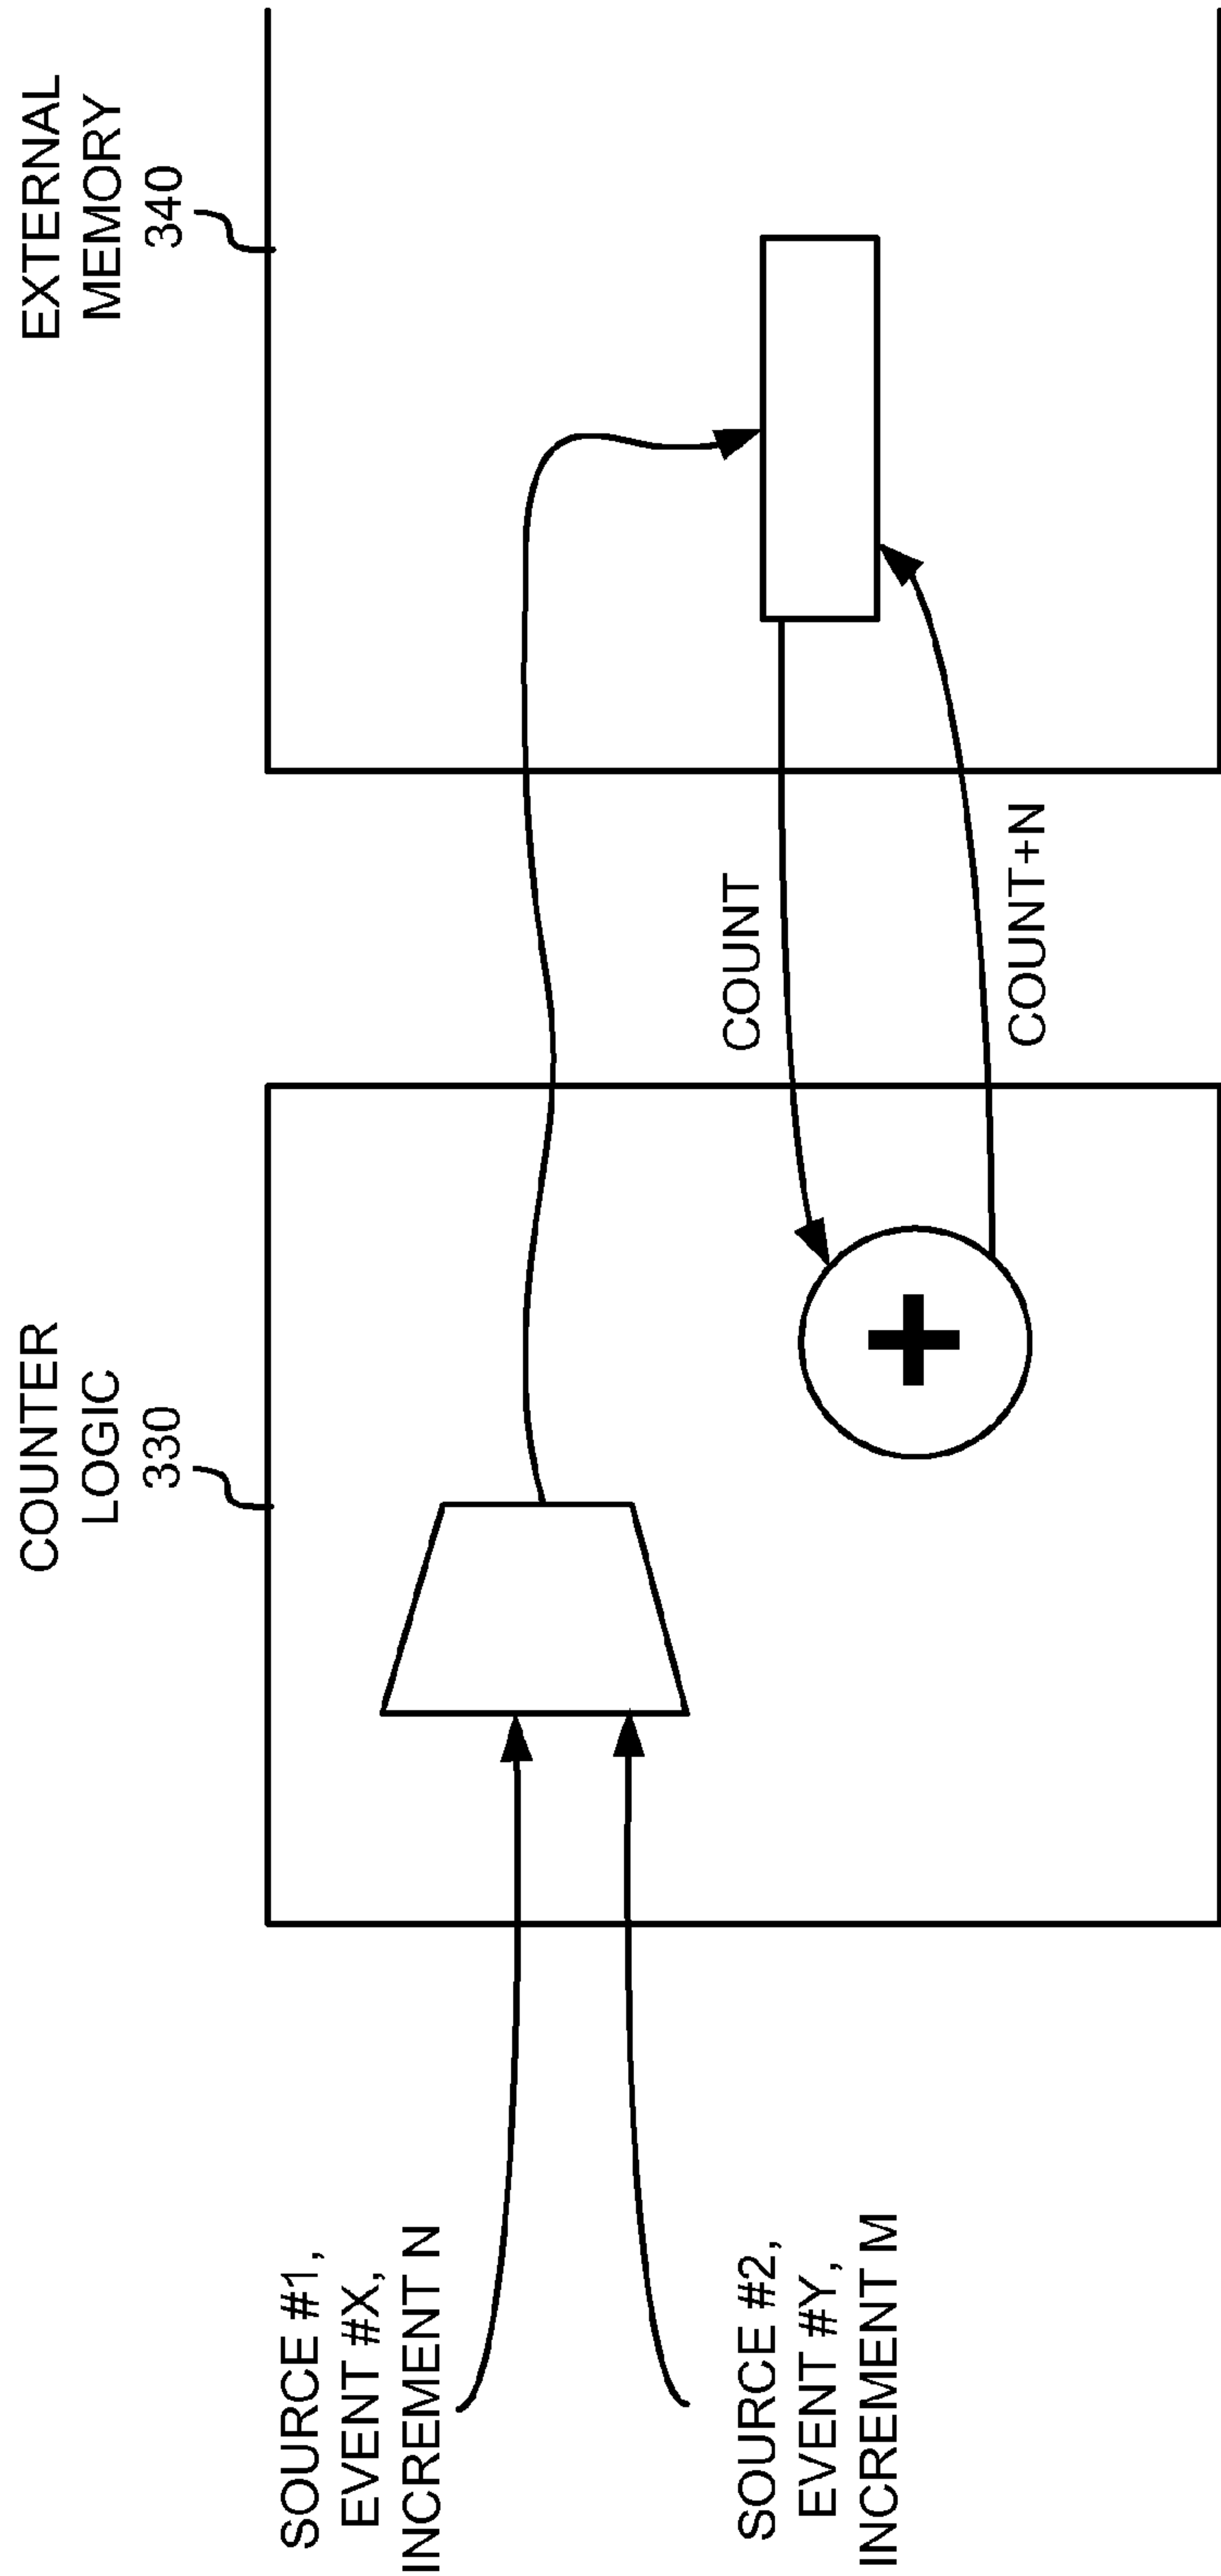 SOURCE #1,
EVENT #X,
INCREMENT N
SOURCE #2,
EVENT #Y,
INCREMENT M
COUNTER
LOGIC
330
COUNT
COUNT+N
EXTERNAL
MEMORY
340